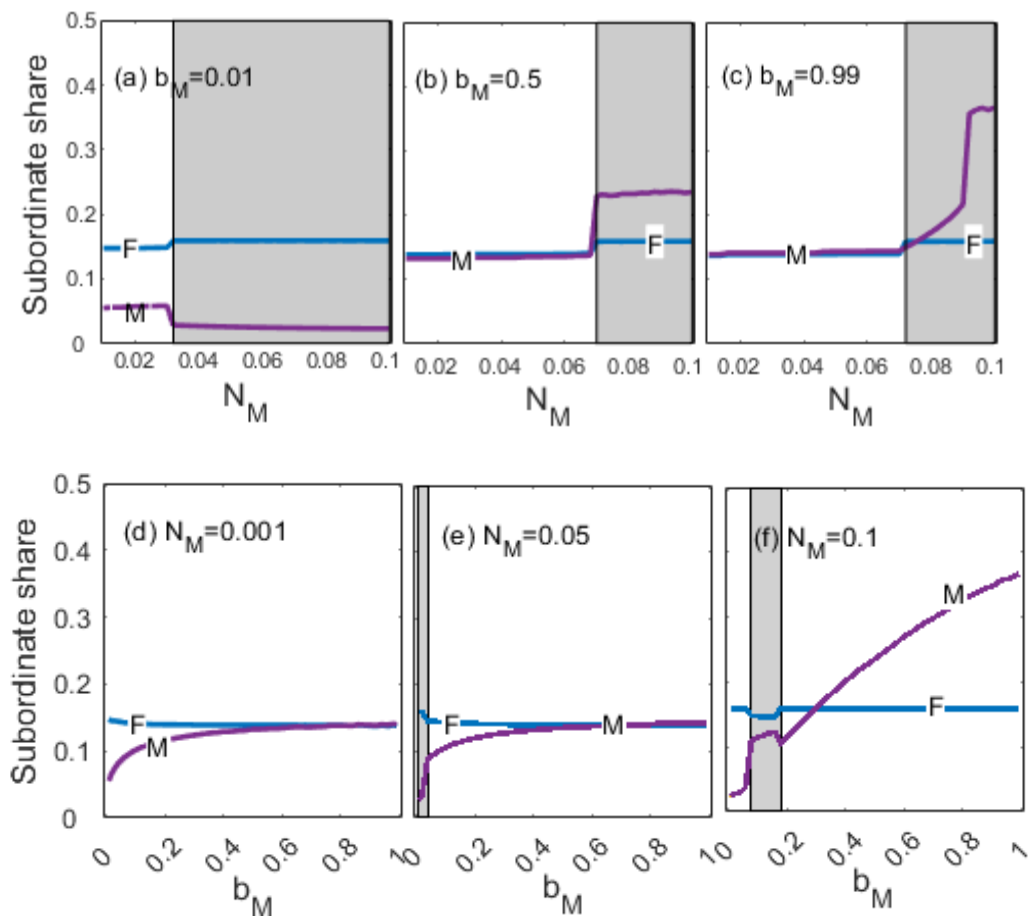 Subordinate share
0.5
0.4
0.3
0.2
0.1
0
(a) b_M=0.01
F
M
0.02 0.04 0.06 0.08 0.1
N_M
(b) b_M=0.5
M
F
0.02 0.04 0.06 0.08 0.1
N_M
(c) b_M=0.99
M
F
0.02 0.04 0.06 0.08 0.1
N_M
Subordinate share
0.5
0.4
0.3
0.2
0.1
0
(d) N_M=0.001
F
M
0 0.2 0.4 0.6 0.8 1
b_M
(e) N_M=0.05
F
M
0 0.2 0.4 0.6 0.8 1
b_M
(f) N_M=0.1
M
F
0 0.2 0.4 0.6 0.8 1
b_M